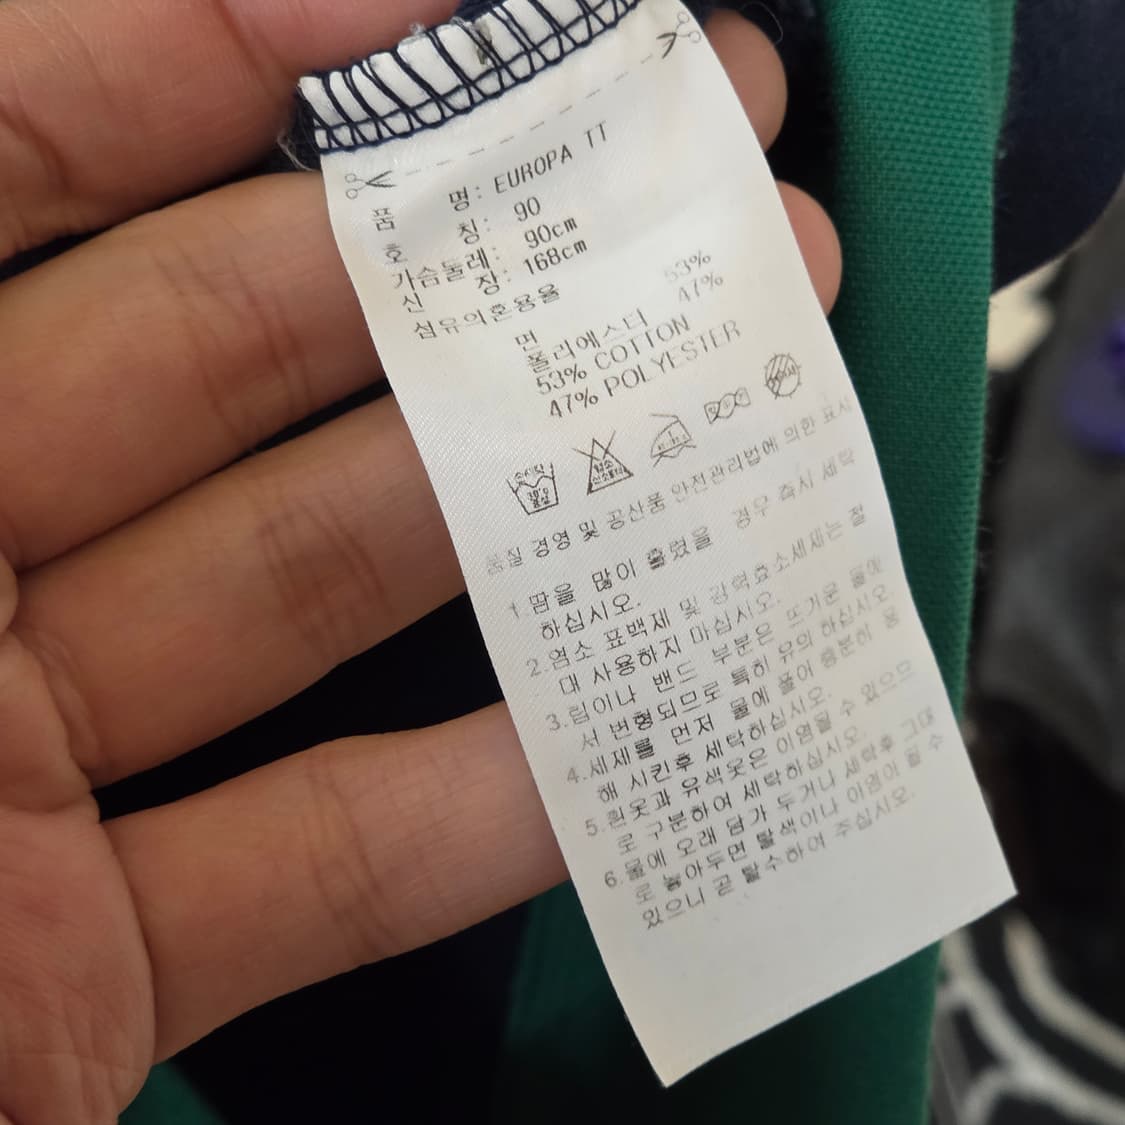 품 명: EUROPA TT
호 칭: 90
가슴둘레: 90cm
신 장: 168cm
섬유의혼용율
면 53%
폴리에스터 47%
53% COTTON
47% POLYESTER
손세탁
염소
산소표백
품질 경영 및 공산품 안전관리법에 의한 표시
1.땀을 많이 흘렸을 경우 즉시 세탁
하십시오.
2.염소 표백제 및 강력효소세제는 절
대 사용하지 마십시오.
3.립이나 밴드 부분은 뜨거운 물에
서 변형되므로 특히 유의 하십시오
4.세제를 먼저 물에 풀어 충분히 용
해 시킨후 세탁하십시오.
5.흰옷과 유색옷은 이염될 수 있으므
로 구분하여 세탁하십시오.
6.물에 오래 담가 두거나 세탁후 그대
로 놓아두면 탈색이나 이염이 될 수
있으니 곧 탈수하여 주십시오.